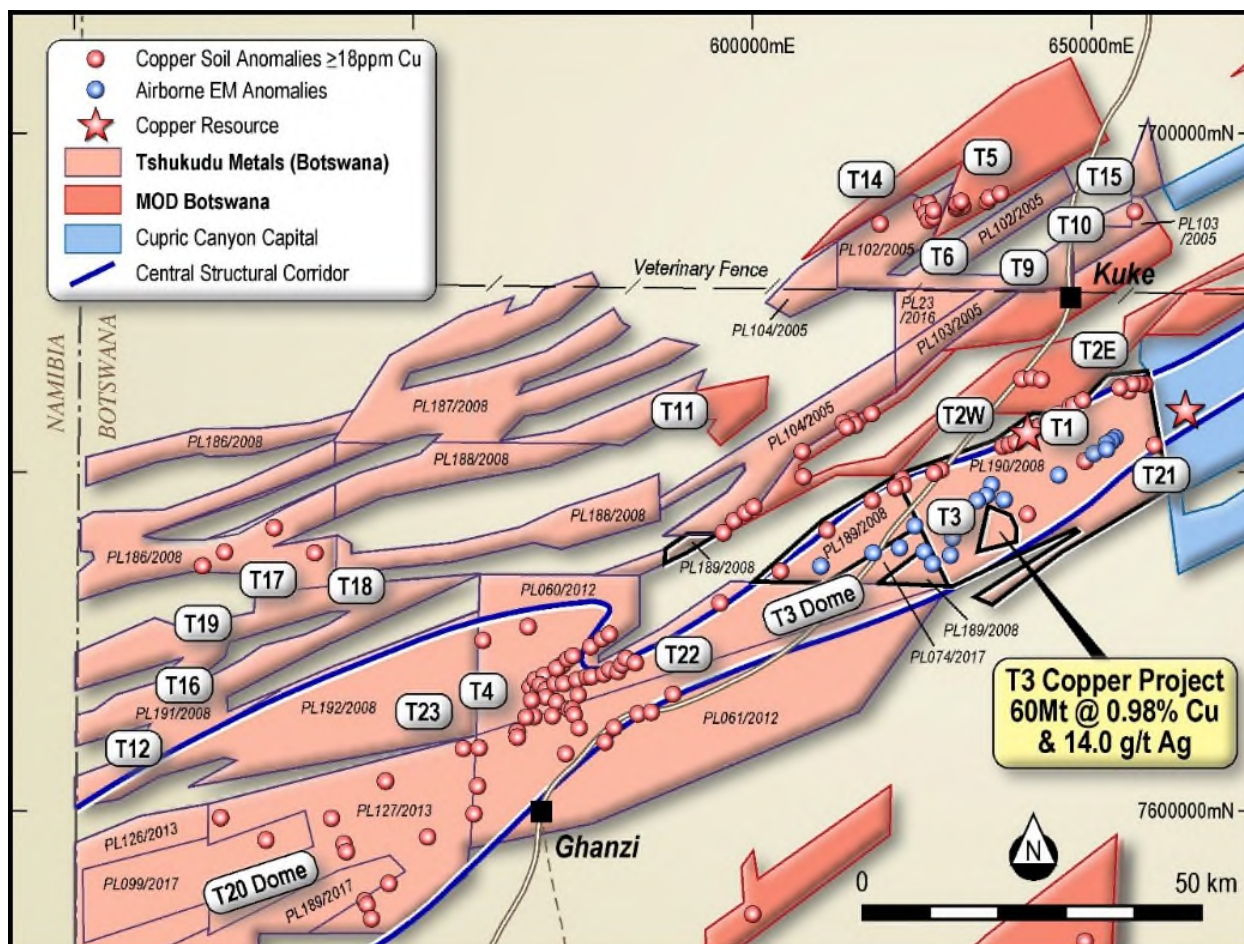 Copper Soil Anomalies ≥18ppm Cu
Airborne EM Anomalies
Copper Resource
Tshukudu Metals (Botswana)
MOD Botswana
Cupric Canyon Capital
Central Structural Corridor
600000mE
650000mE
7700000mN
T5
T14
T15
PL102/2005
T10
PL103
/2005
PL102/2005
T6
T9
Veterinary Fence
Kuke
PL23
/2016
PL104/2005
PL103/2005
NAMIBIA
BOTSWANA
T2E
PL187/2008
T11
T2W
T1
PL186/2008
PL104/2005
PL188/2008
PL190/2008
T21
PL188/2008
T3
PL189/2008
PL186/2008
PL189/2008
T17
T18
PL060/2012
T3 Dome
T19
PL189/2008
PL074/2017
T22
T16
T4
PL191/2008
PL192/2008
T23
PL061/2012
T3 Copper Project
60Mt @ 0.98% Cu
& 14.0 g/t Ag
T12
PL127/2013
7600000mN
PL126/2013
Ghanzi
N
PL099/2017
T20 Dome
PL189/2017
0
50 km